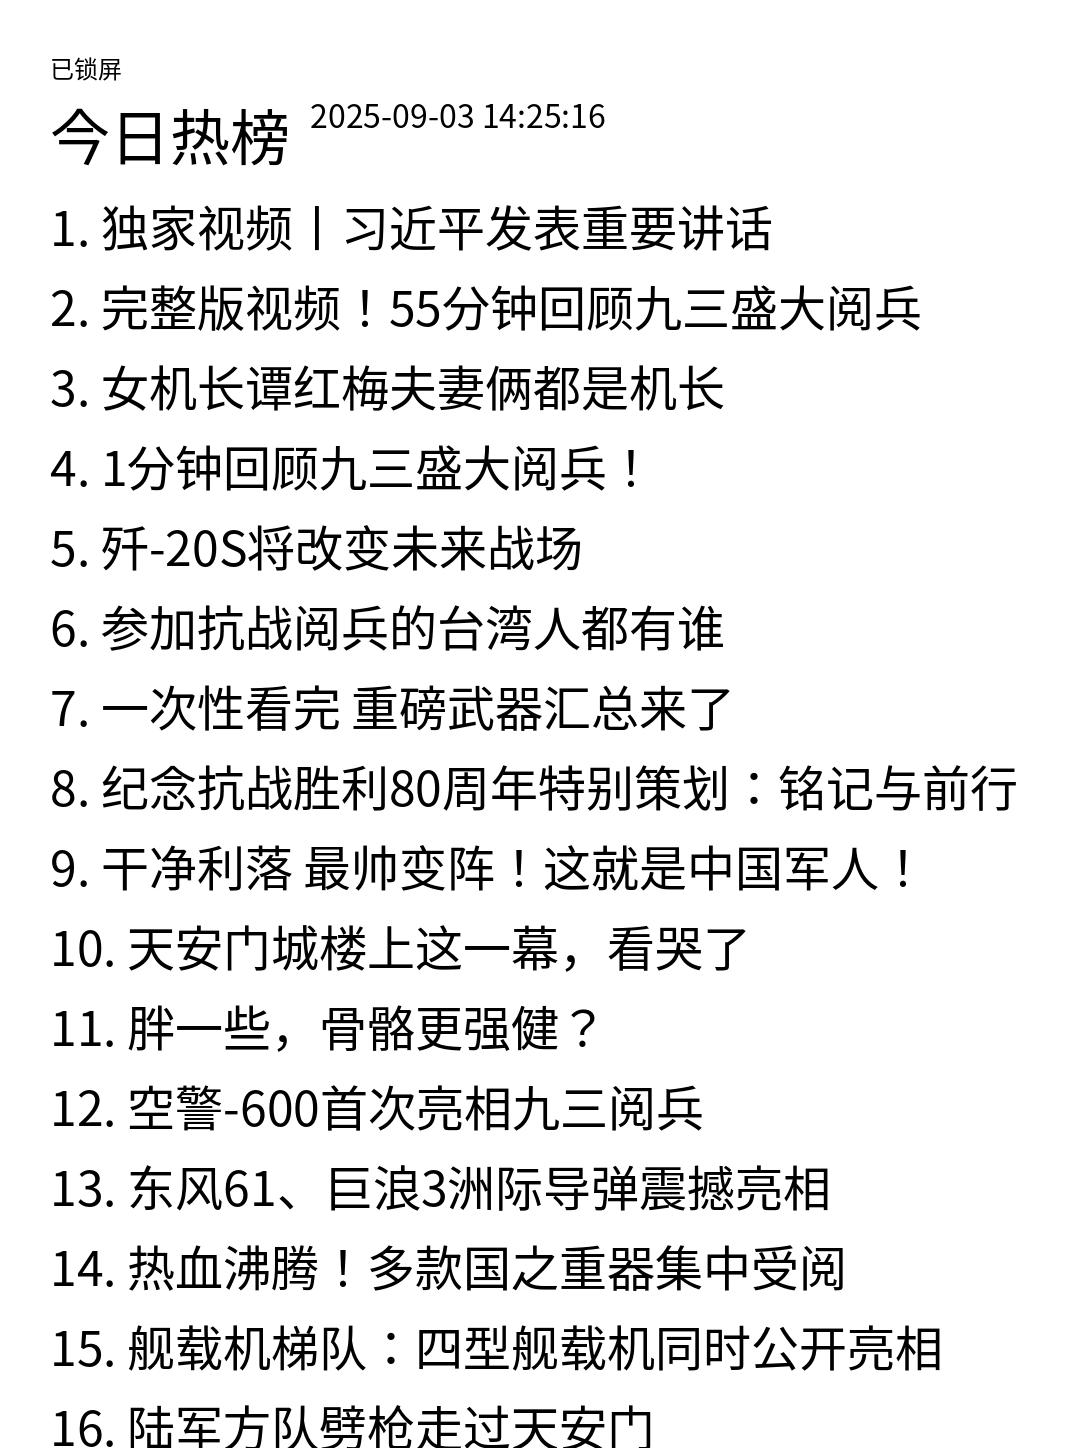 已锁屏
今日热榜 2025-09-03 14:25:16
1. 独家视频丨习近平发表重要讲话
2. 完整版视频！55分钟回顾九三盛大阅兵
3. 女机长谭红梅夫妻俩都是机长
4. 1分钟回顾九三盛大阅兵！
5. 歼-20S将改变未来战场
6. 参加抗战阅兵的台湾人都有谁
7. 一次性看完 重磅武器汇总来了
8. 纪念抗战胜利80周年特别策划：铭记与前行
9. 干净利落 最帅变阵！这就是中国军人！
10. 天安门城楼上这一幕，看哭了
11. 胖一些，骨骼更强健？
12. 空警-600首次亮相九三阅兵
13. 东风61、巨浪3洲际导弹震撼亮相
14. 热血沸腾！多款国之重器集中受阅
15. 舰载机梯队：四型舰载机同时公开亮相
16. 陆军方队劈枪走过天安门